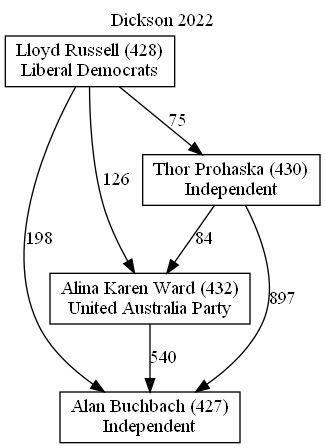 Dickson 2022
Lloyd Russell (428)
Liberal Democrats
75
Thor Prohaska (430)
Independent
126
198
84
Alina Karen Ward (432)
United Australia Party
897
540
Alan Buchbach (427)
Independent